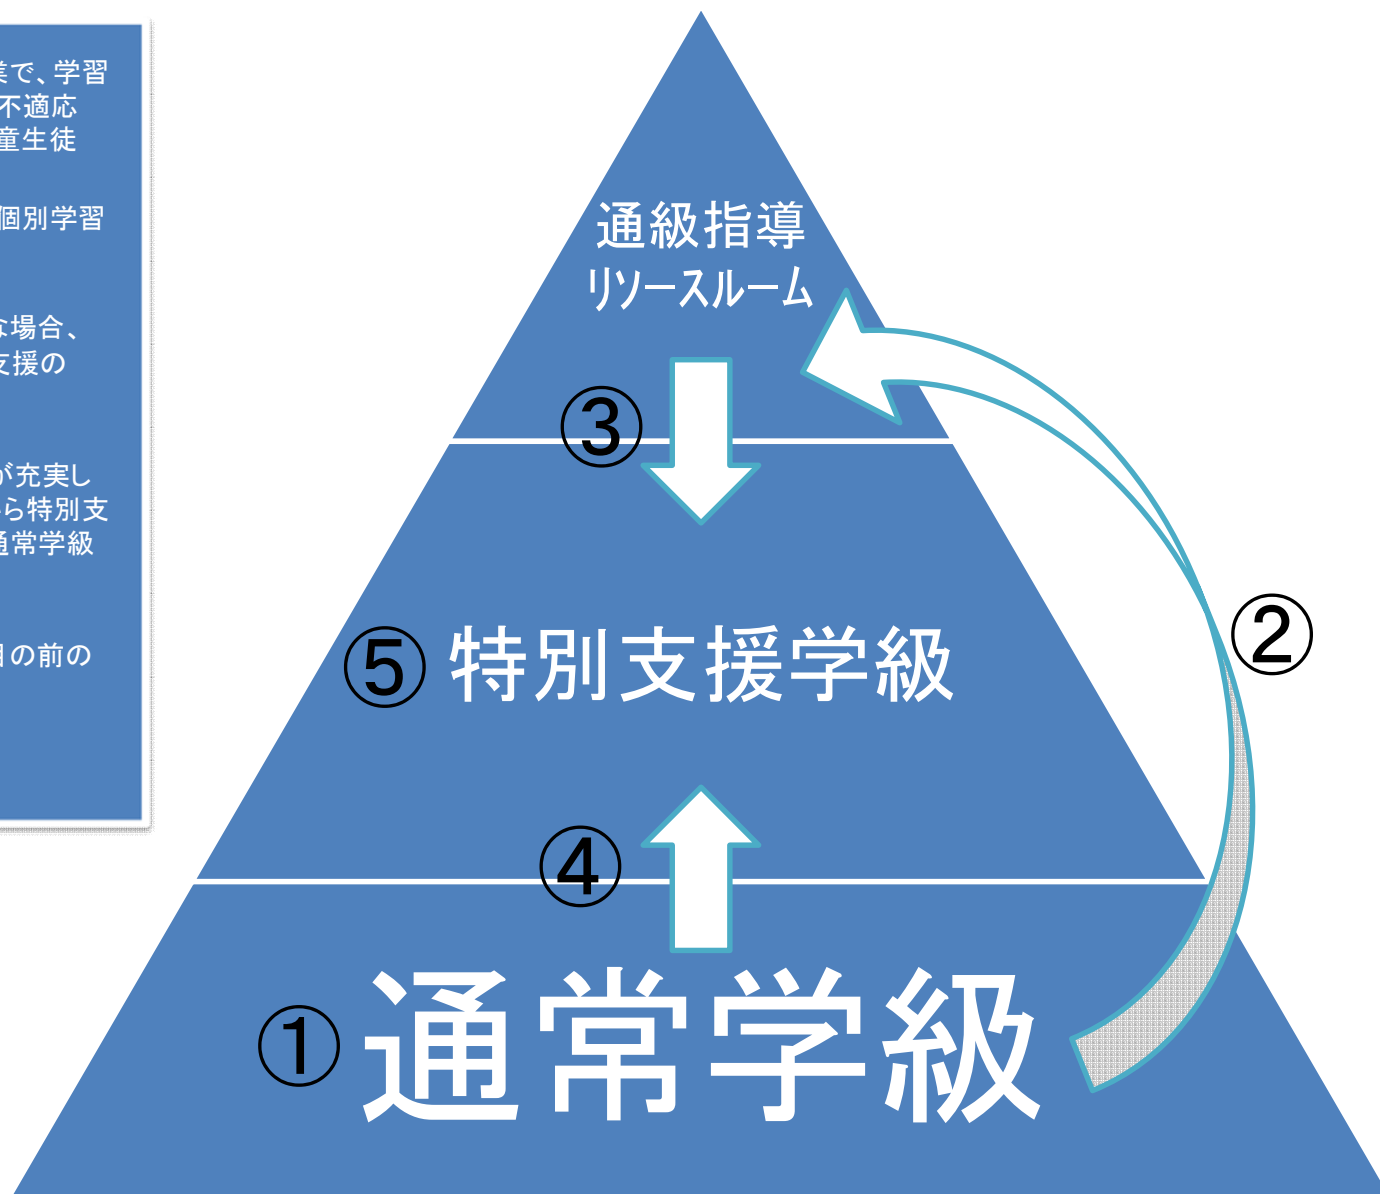 業で、学習
不適応
童生徒
個別学習
な場合、
支援の
が充実し
ら特別支
通常学級
目の前の
通級指導
リソースルーム
③
②
⑤ 特別支援学級
④
① 通常学級